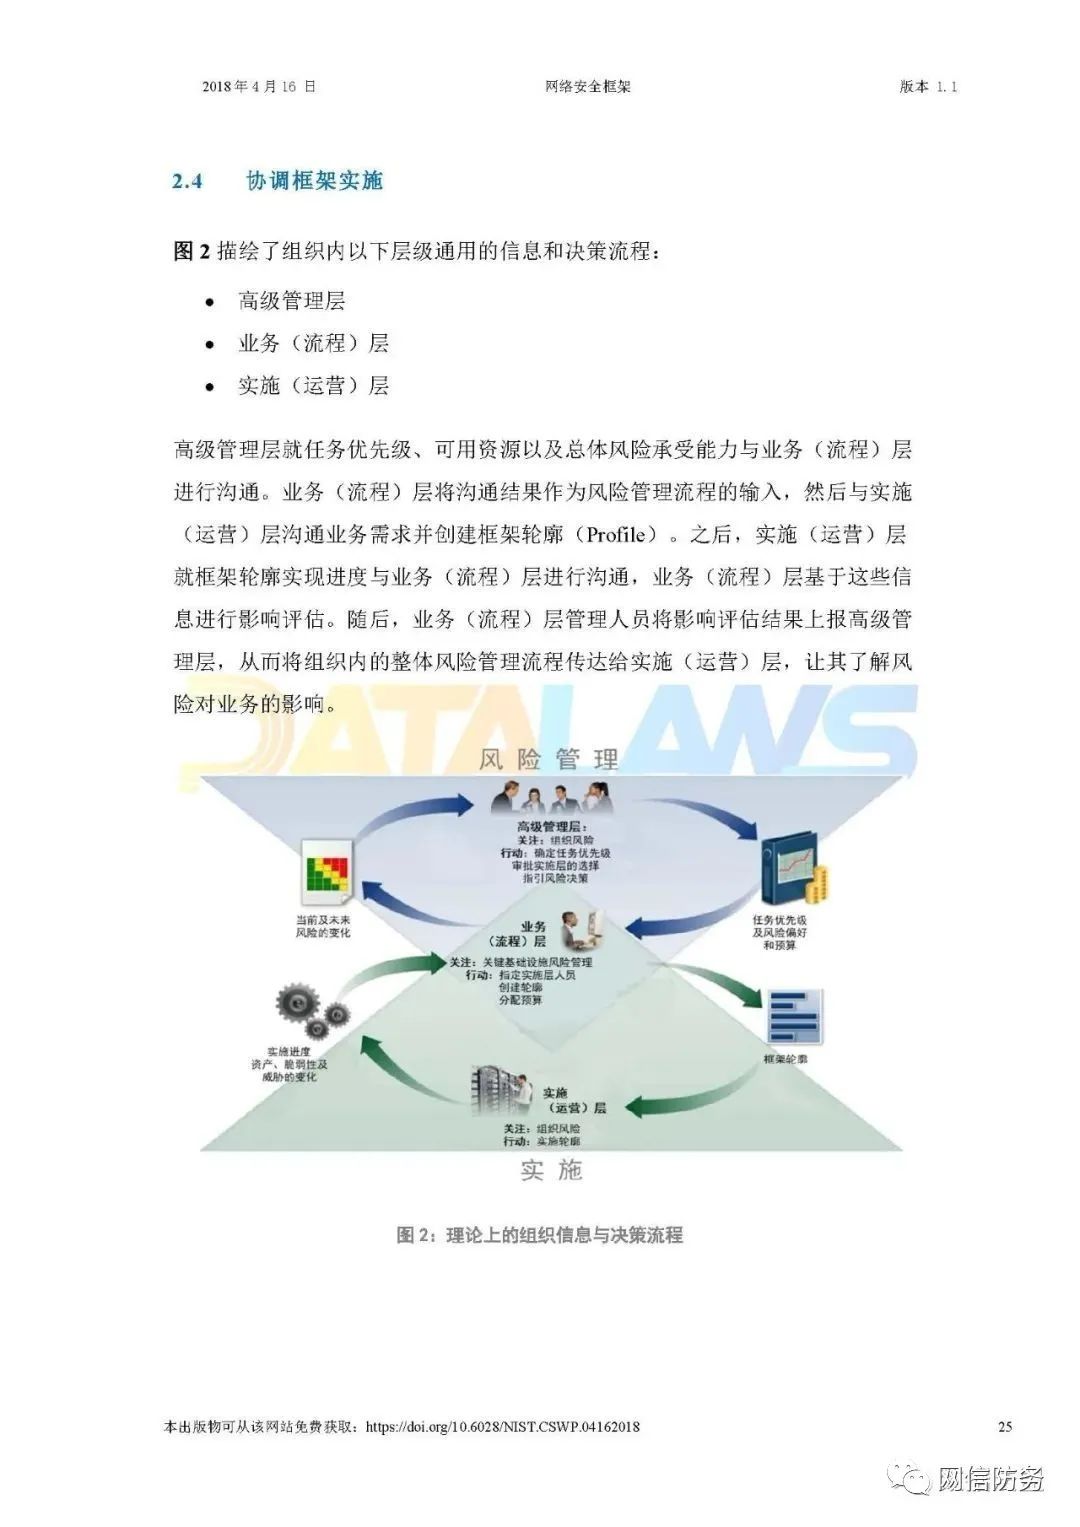 2018年4月16日 网络安全框架 版本 1.1
2.4 协调框架实施
图2描绘了组织内以下层级通用的信息和决策流程：
● 高级管理层
● 业务（流程）层
● 实施（运营）层
高级管理层就任务优先级、可用资源以及总体风险承受能力与业务（流程）层
进行沟通。业务（流程）层将沟通结果作为风险管理流程的输入，然后与实施
（运营）层沟通业务需求并创建框架轮廓（Profile）。之后，实施（运营）层
就框架轮廓实现进度与业务（流程）层进行沟通，业务（流程）层基于这些信
息进行影响评估。随后，业务（流程）层管理人员将影响评估结果上报高级管
理层，从而将组织内的整体风险管理流程传达给实施（运营）层，让其了解风
险对业务的影响。
DATALAWS
风险管理
高级管理层：
关注：组织风险
行动：确定任务优先级
审批实施层的选择
指引风险决策
当前及未来
风险的变化
任务优先级
及风险偏好
和预算
业务
（流程）层
关注：关键基础设施风险管理
行动：指定实施层人员
创建轮廓
分配预算
实施进度
资产、脆弱性及
威胁的变化
框架轮廓
实施
（运营）层
关注：组织风险
行动：实施轮廓
实施
图2：理论上的组织信息与决策流程
本出版物可从该网站免费获取：https://doi.org/10.6028/NIST.CSWP.04162018 25
网信防务